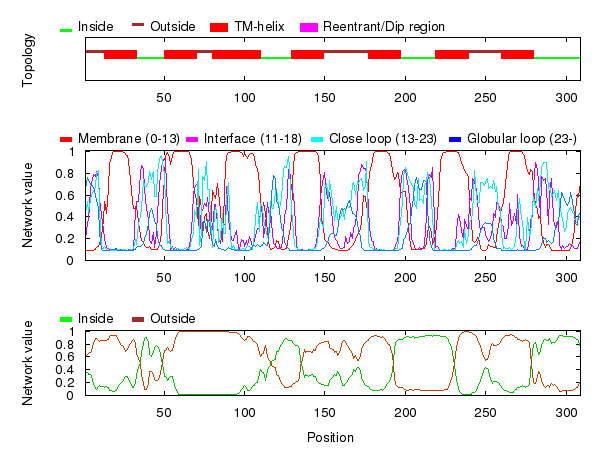 Inside Outside TM-helix Reentrant/Dip region
Topology
50 100 150 200 250 300
Membrane (0-13) Interface (11-18) Close loop (13-23) Globular loop (23-)
Network value
1
0.8
0.6
0.4
0.2
0
50 100 150 200 250 300
Inside Outside
Network value
1
0.8
0.6
0.4
0.2
0
50 100 150 200 250 300
Position